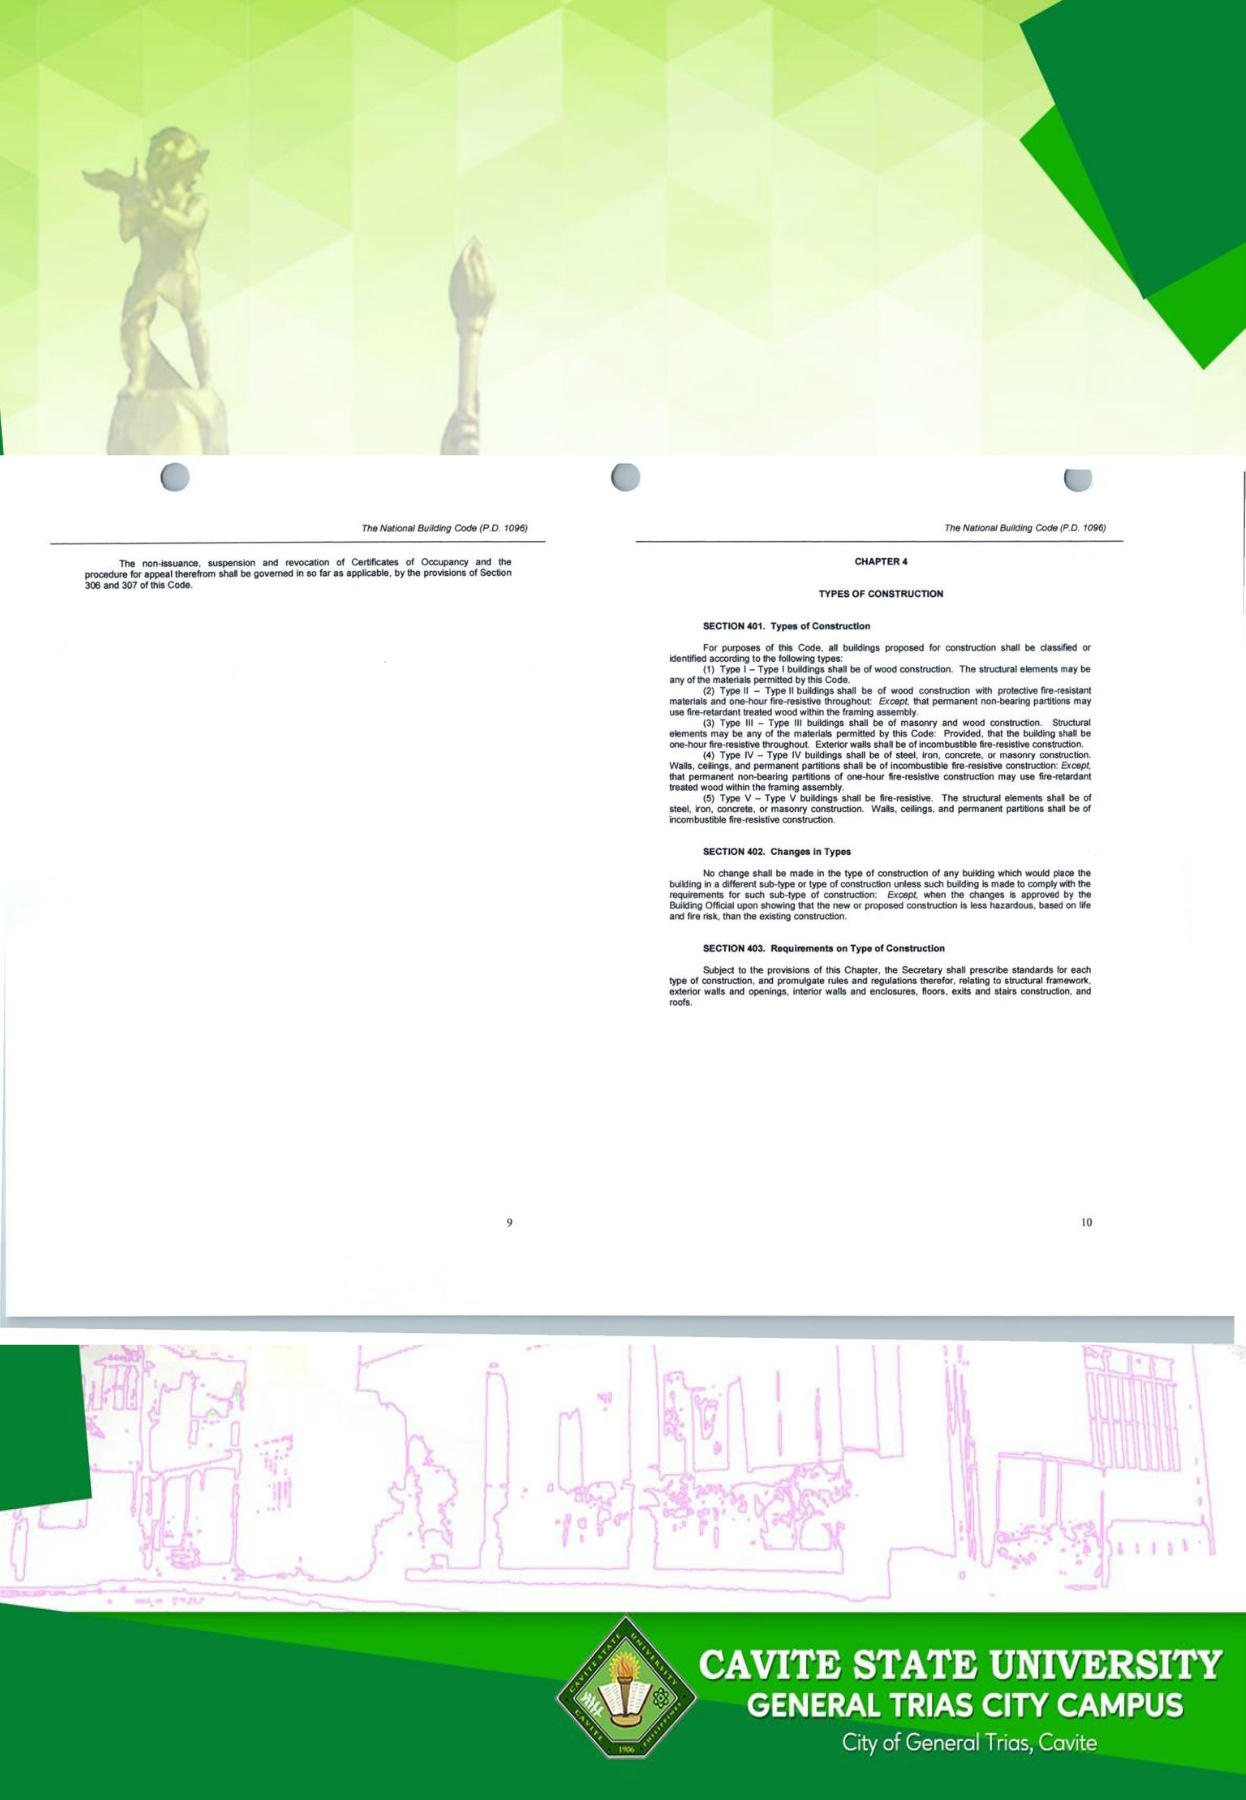 The National Building Code (P.D. 1096)
The non-issuance, suspension and revocation of Certificates of Occupancy and the
procedure for appeal therefrom shall be governed in so far as applicable, by the provisions of Section
306 and 307 of this Code.
9
The National Building Code (P.D. 1096)
CHAPTER 4
TYPES OF CONSTRUCTION
SECTION 401. Types of Construction
For purposes of this Code, all buildings proposed for construction shall be classified or
identified according to the following types:
(1) Type I – Type I buildings shall be of wood construction. The structural elements may be
any of the materials permitted by this Code.
(2) Type II – Type II buildings shall be of wood construction with protective fire-resistant
materials and one-hour fire-resistive throughout: Except, that permanent non-bearing partitions may
use fire-retardant treated wood within the framing assembly.
(3) Type III – Type III buildings shall be of masonry and wood construction. Structural
elements may be any of the materials permitted by this Code: Provided, that the building shall be
one-hour fire-resistive throughout. Exterior walls shall be of incombustible fire-resistive construction.
(4) Type IV – Type IV buildings shall be of steel, iron, concrete, or masonry construction.
Walls, ceilings, and permanent partitions shall be of incombustible fire-resistive construction: Except,
that permanent non-bearing partitions of one-hour fire-resistive construction may use fire-retardant
treated wood within the framing assembly.
(5) Type V – Type V buildings shall be fire-resistive. The structural elements shall be of
steel, iron, concrete, or masonry construction. Walls, ceilings, and permanent partitions shall be of
incombustible fire-resistive construction.
SECTION 402. Changes in Types
No change shall be made in the type of construction of any building which would place the
building in a different sub-type or type of construction unless such building is made to comply with the
requirements for such sub-type of construction: Except, when the changes is approved by the
Building Official upon showing that the new or proposed construction is less hazardous, based on life
and fire risk, than the existing construction.
SECTION 403. Requirements on Type of Construction
Subject to the provisions of this Chapter, the Secretary shall prescribe standards for each
type of construction, and promulgate rules and regulations therefor, relating to structural framework,
exterior walls and openings, interior walls and enclosures, floors, exits and stairs construction, and
roofs.
10
CAVITE STATE UNIVERSITY
CAVITE
PHILIPPINES
1906
CAVITE STATE UNIVERSITY
GENERAL TRIAS CITY CAMPUS
City of General Trias, Cavite